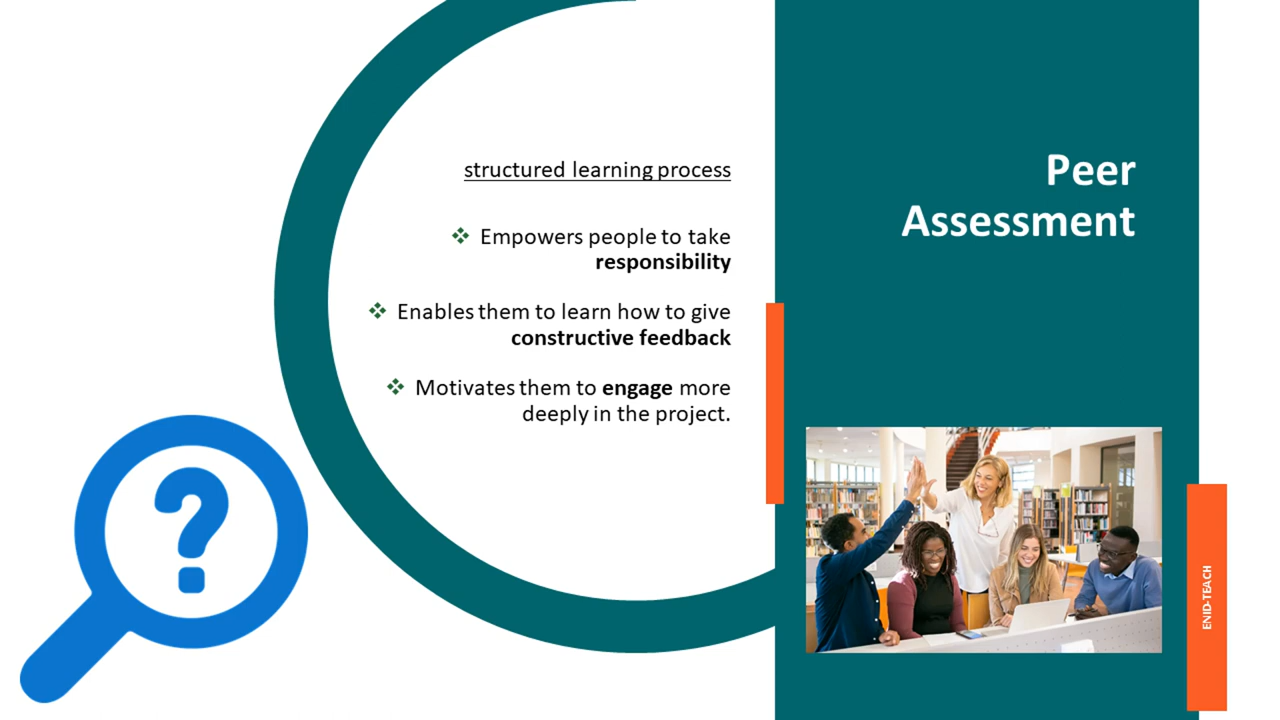 Peer
Assessment
structured learning process
❖ Empowers people to take
responsibility
❖ Enables them to learn how to give
constructive feedback
❖ Motivates them to engage more
deeply in the project.
?
ENID-TEACH